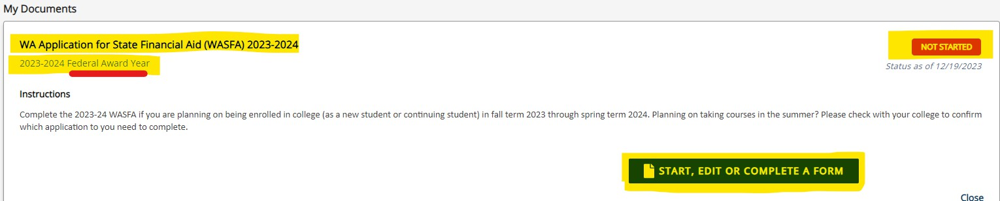 My Documents
WA Application for State Financial Aid (WASFA) 2023-2024
NOT STARTED
2023-2024 Federal Award Year
Status as of 12/19/2023
Instructions
Complete the 2023-24 WASFA if you are planning on being enrolled in college (as a new student or continuing student) in fall term 2023 through spring term 2024. Planning on taking courses in the summer? Please check with your college to confirm
which application to you need to complete.
START, EDIT OR COMPLETE A FORM
Close